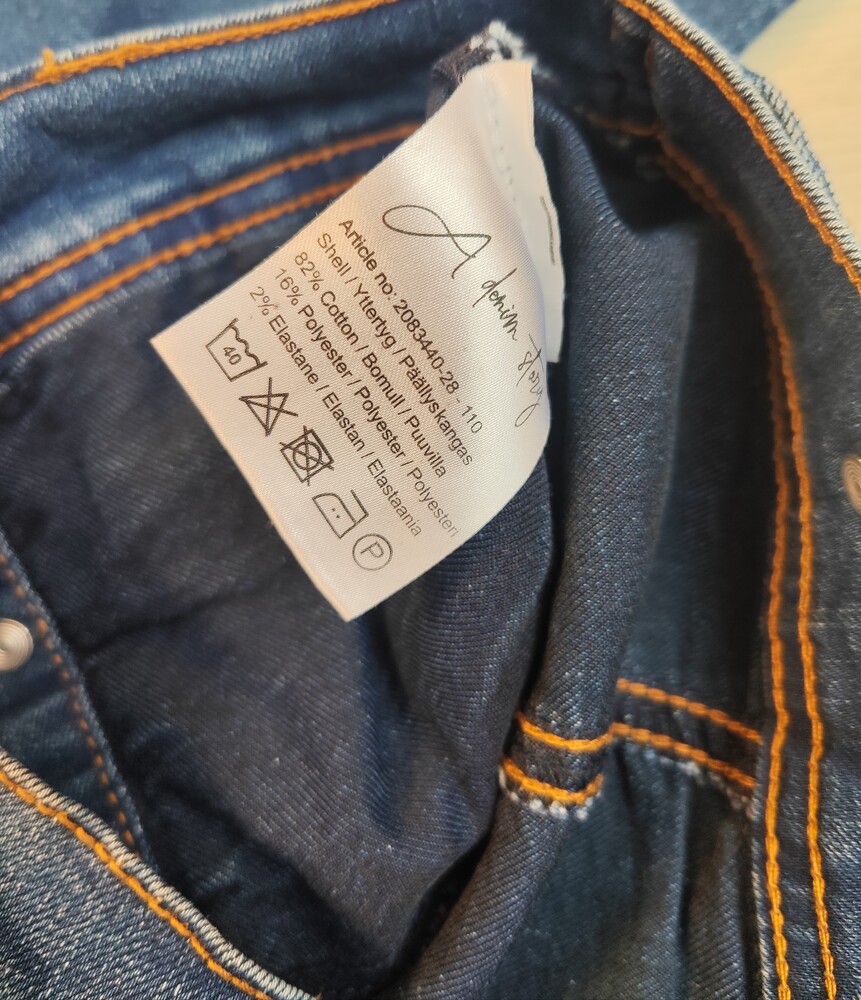 A denim story
Article no: 2083440-28 - 110
Shell / Yttertyg / Päällyskangas
82% Cotton / Bomull / Puuvilla
16% Polyester / Polyester / Polyesteri
2% Elastane / Elastan / Elastaania
40
P